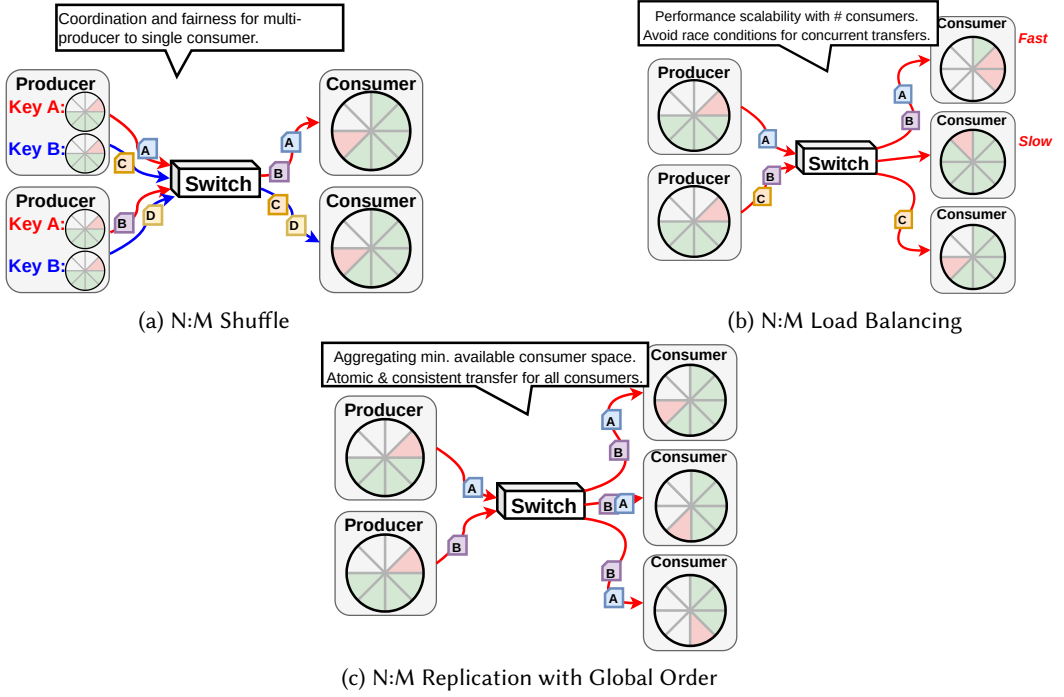 Coordination and fairness for multi-
producer to single consumer.
Producer
Key A:
Key B:
Producer
Key A:
Key B:
A
C
B
D
Switch
A
B
C
D
Consumer
Consumer
(a) N:M Shuffle
Performance scalability with # consumers.
Avoid race conditions for concurrent transfers.
Producer
Producer
A
B
C
Switch
A
B
C
Consumer
Fast
Consumer
Slow
Consumer
(b) N:M Load Balancing
Aggregating min. available consumer space.
Atomic & consistent transfer for all consumers.
Producer
Producer
A
B
Switch
A
B
B A
B
A
Consumer
Consumer
Consumer
(c) N:M Replication with Global Order